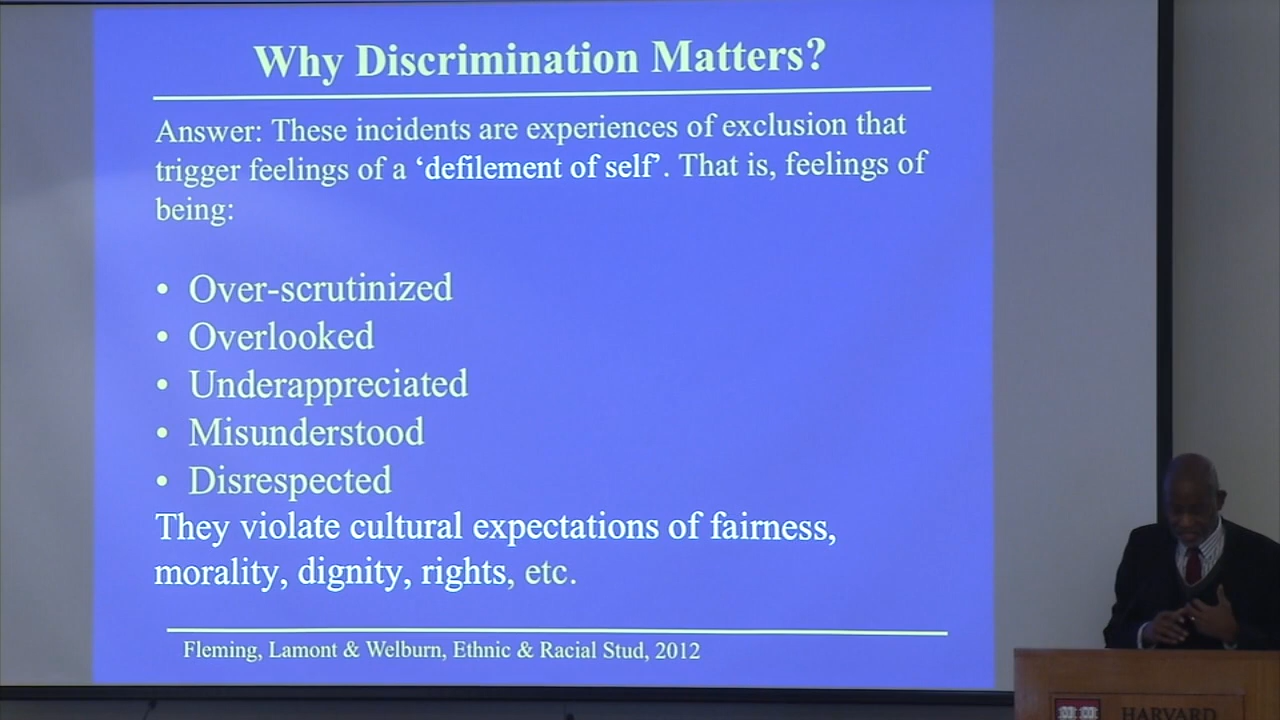 Why Discrimination Matters?
Answer: These incidents are experiences of exclusion that
trigger feelings of a ‘defilement of self’. That is, feelings of
being:
• Over-scrutinized
• Overlooked
• Underappreciated
• Misunderstood
• Disrespected
They violate cultural expectations of fairness,
morality, dignity, rights, etc.
Fleming, Lamont & Welburn, Ethnic & Racial Stud, 2012
HARVARD